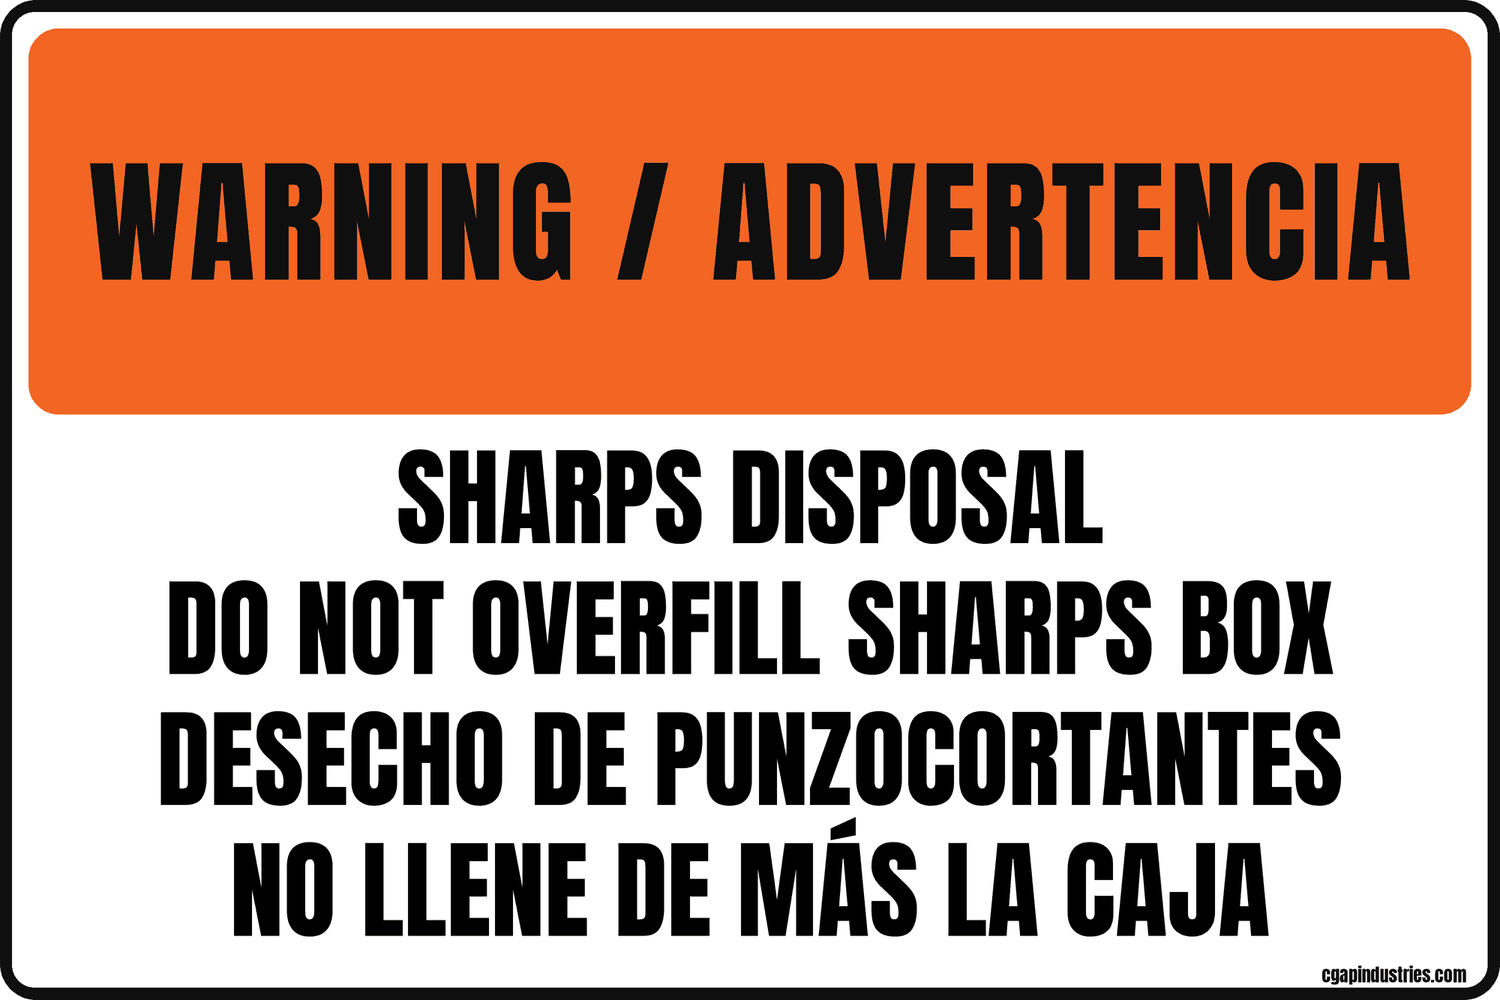 WARNING / ADVERTENCIA
SHARPS DISPOSAL
DO NOT OVERFILL SHARPS BOX
DESECHO DE PUNZOCORTANTES
NO LLENE DE MÁS LA CAJA
cgapindustries.com